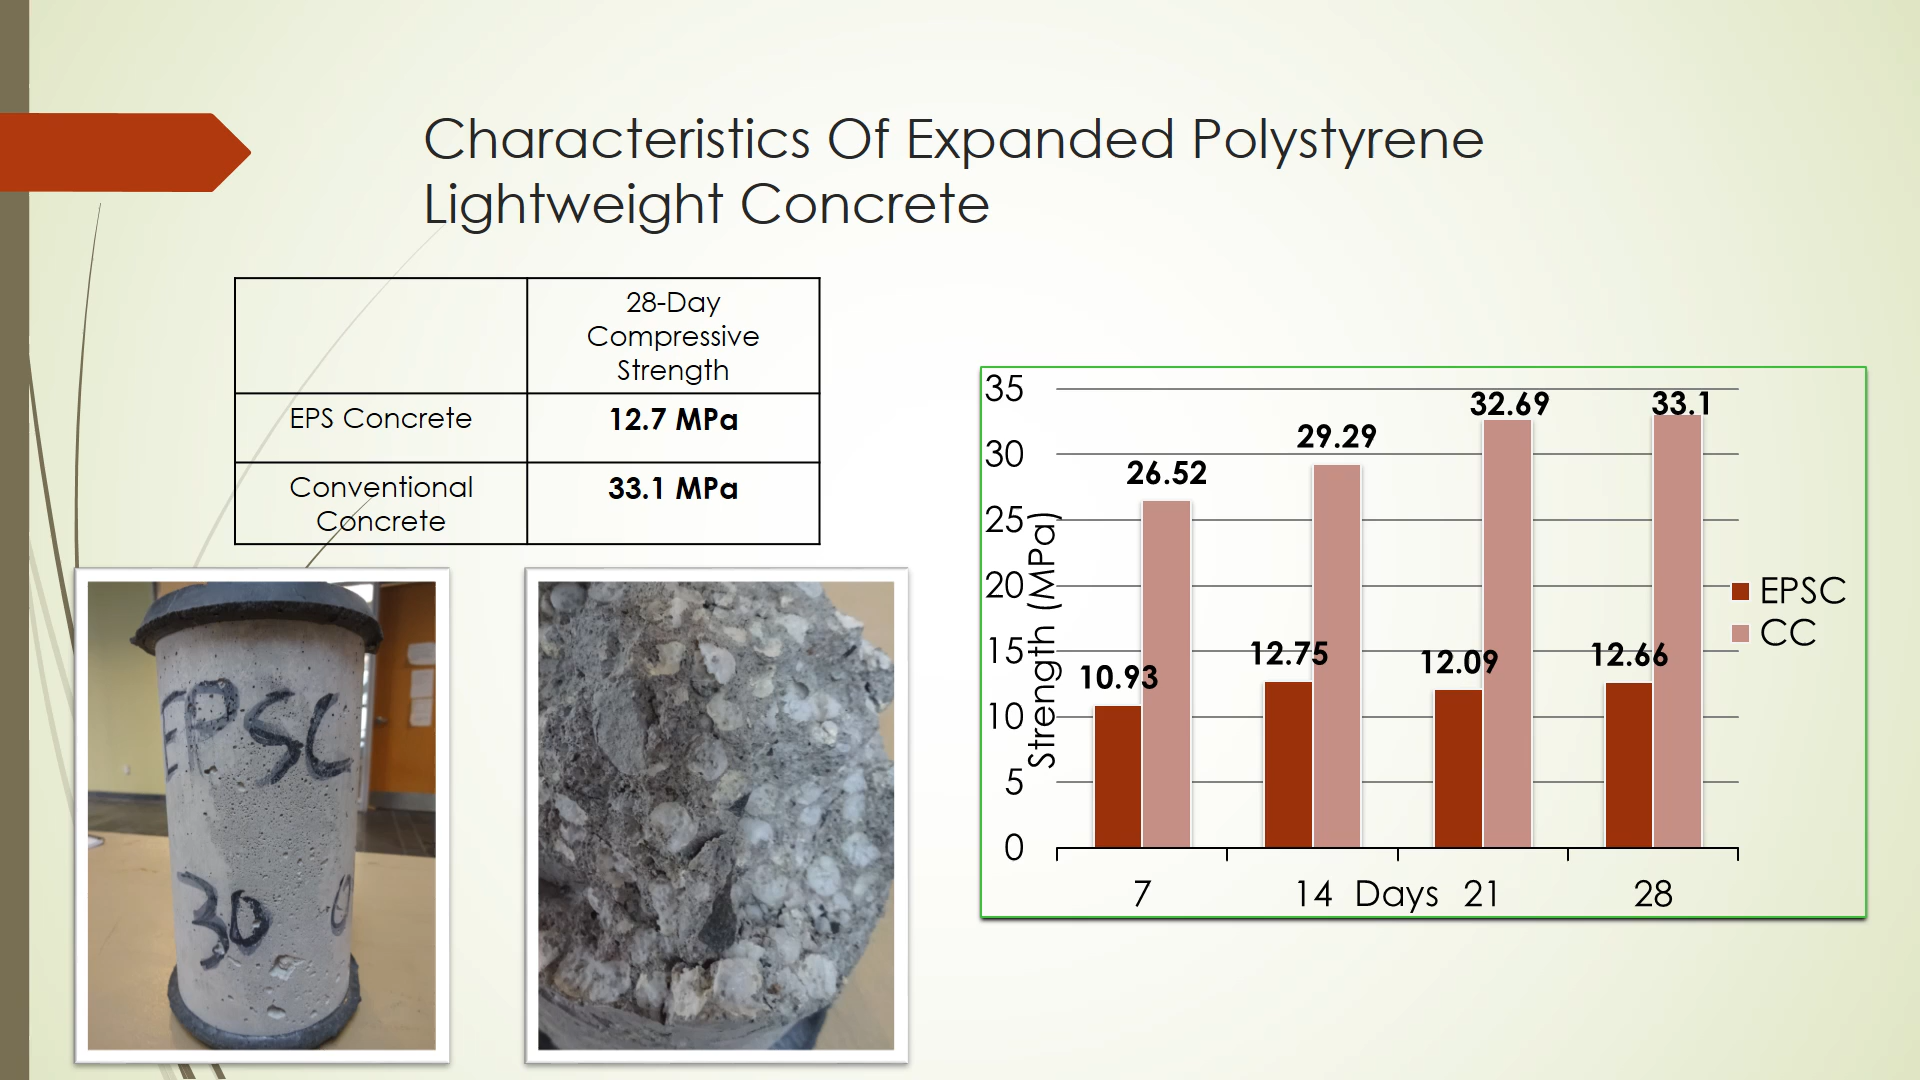 Characteristics Of Expanded Polystyrene
Lightweight Concrete
28-Day
Compressive
Strength
EPS Concrete
12.7 MPa
Conventional
Concrete
33.1 MPa
EPSC
30
0
35
30
25
20
15
10
5
0
Strength (MPa)
26.52
29.29
32.69
33.1
10.93
12.75
12.09
12.66
7
14
Days
21
28
EPSC
CC